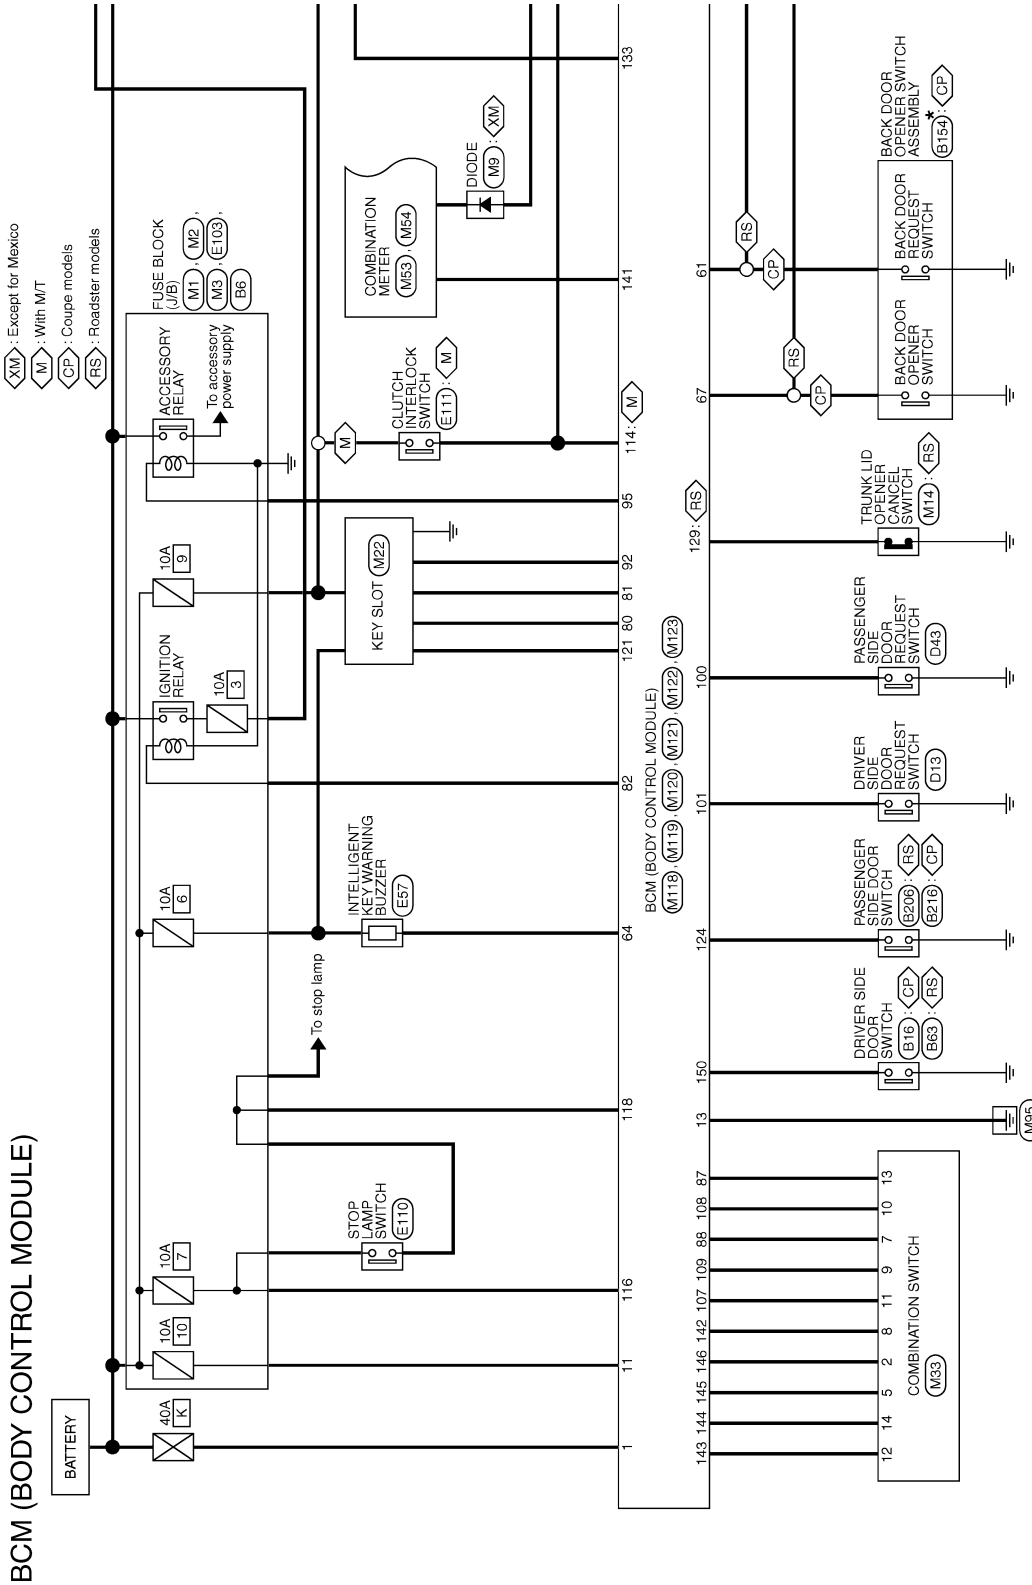 BCM (BODY CONTROL MODULE)
XM : Except for Mexico
M : With M/T
CP : Coupe models
RS : Roadster models
BATTERY
40A
K
10A
10
10A
7
10A
6
IGNITION
RELAY
10A
3
10A
9
ACCESSORY
RELAY
To accessory
power supply
FUSE BLOCK
(J/B)
M1 , M2 ,
M3 , E103 ,
B6
STOP
LAMP
SWITCH
E110
To stop lamp
INTELLIGENT
KEY WARNING
BUZZER
E57
KEY SLOT M22
M
CLUTCH
INTERLOCK
SWITCH
E111 : M
COMBINATION
METER
M53 , M54
DIODE
M9 : XM
1
11
116
118
64
82
121
80
81
92
95
114: M
141
133
BCM (BODY CONTROL MODULE)
M118 , M119 , M120 , M121 , M122 , M123
143
144
145
146
142
107
109
88
108
87
13
150
124
101
100
129: RS
67
61
12
14
5
2
8
11
9
7
10
13
COMBINATION SWITCH
M33
M95
DRIVER SIDE
DOOR
SWITCH
B16 : CP
B63 : RS
PASSENGER
SIDE DOOR
SWITCH
B206 : RS
B216 : CP
DRIVER
SIDE
DOOR
REQUEST
SWITCH
D13
PASSENGER
SIDE
DOOR
REQUEST
SWITCH
D43
TRUNK LID
OPENER
CANCEL
SWITCH
M14 : RS
CP
RS
CP
RS
BACK DOOR
OPENER
SWITCH
BACK DOOR
REQUEST
SWITCH
BACK DOOR
OPENER SWITCH
ASSEMBLY
B154 * : CP